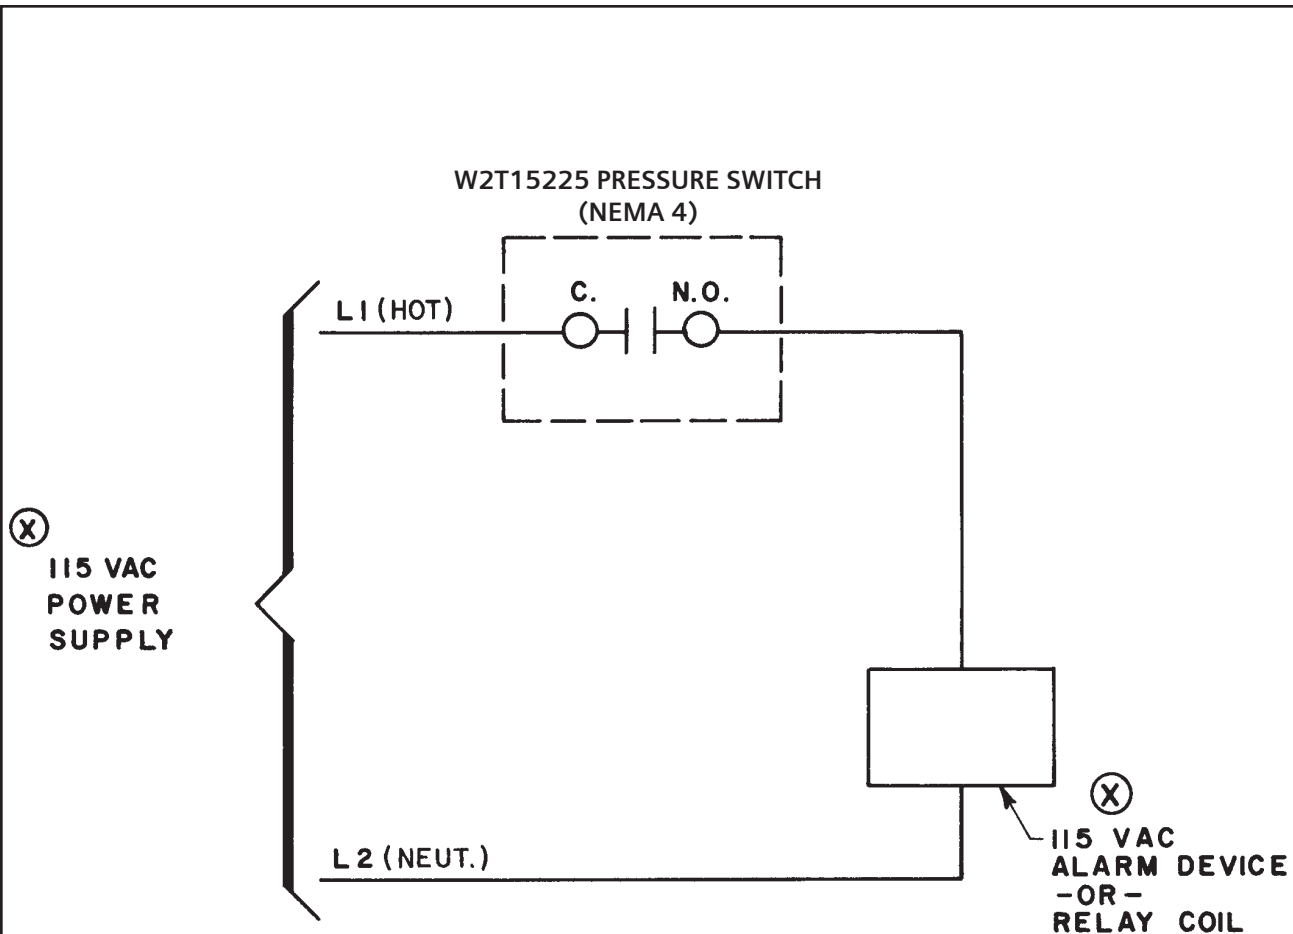 W2T15225 PRESSURE SWITCH
(NEMA 4)
C. N.O.
L1 (HOT)
X
115 VAC
POWER
SUPPLY
L2 (NEUT.)
X
115 VAC
ALARM DEVICE
-OR-
RELAY COIL